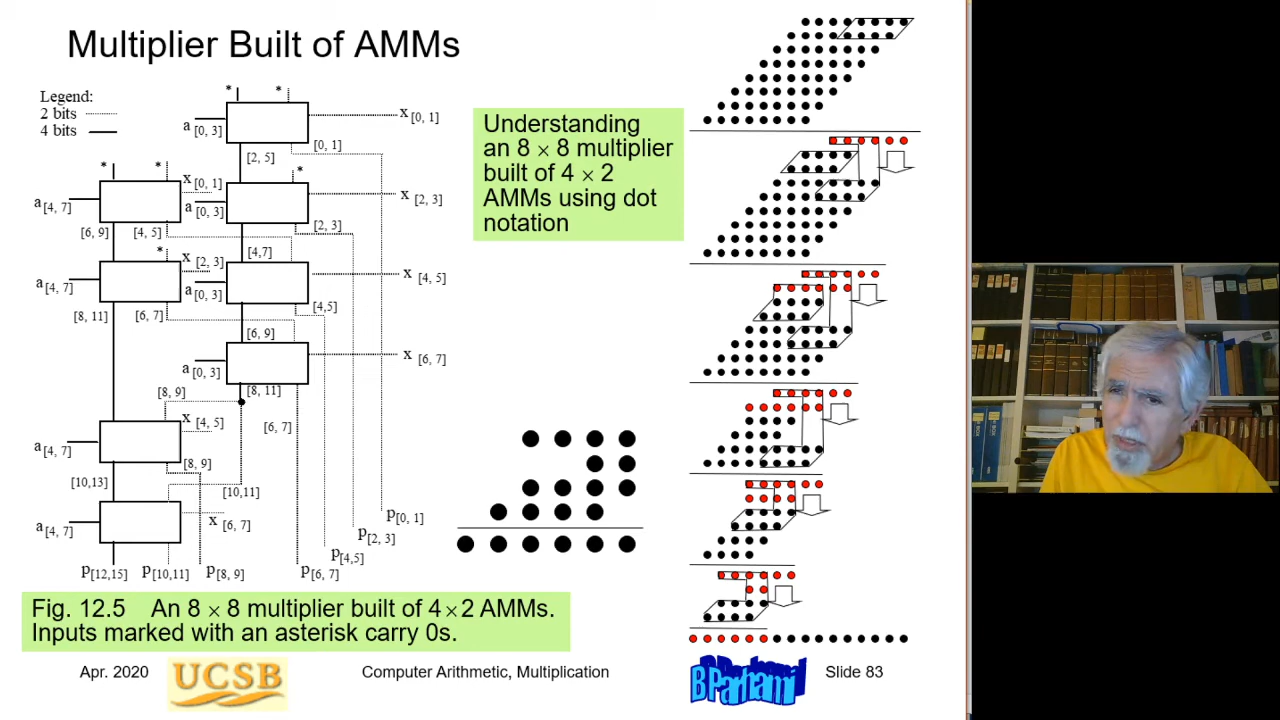 Multiplier Built of AMMs
Legend:
2 bits
4 bits
*
*
a [0, 3]
x [0, 1]
[0, 1]
[2, 5]
*
*
*
x [0, 1]
a [4, 7]
a [0, 3]
x [2, 3]
[6, 9]
[4, 5]
[2, 3]
*
x [2, 3]
[4,7]
a [4, 7]
a [0, 3]
x [4, 5]
[8, 11]
[6, 7]
[4,5]
[6, 9]
a [0, 3]
x [6, 7]
[8, 9]
[8, 11]
x [4, 5]
[6, 7]
a [4, 7]
[8, 9]
[10,13]
[10,11]
a [4, 7]
x [6, 7]
p[0, 1]
p[2, 3]
p[4,5]
p[12,15]
p[10,11]
p[8, 9]
p[6, 7]
Understanding
an 8 × 8 multiplier
built of 4 × 2
AMMs using dot
notation
Fig. 12.5 An 8 × 8 multiplier built of 4 × 2 AMMs.
Inputs marked with an asterisk carry 0s.
Apr. 2020
UCSB
Computer Arithmetic, Multiplication
B Parhami
Slide 83